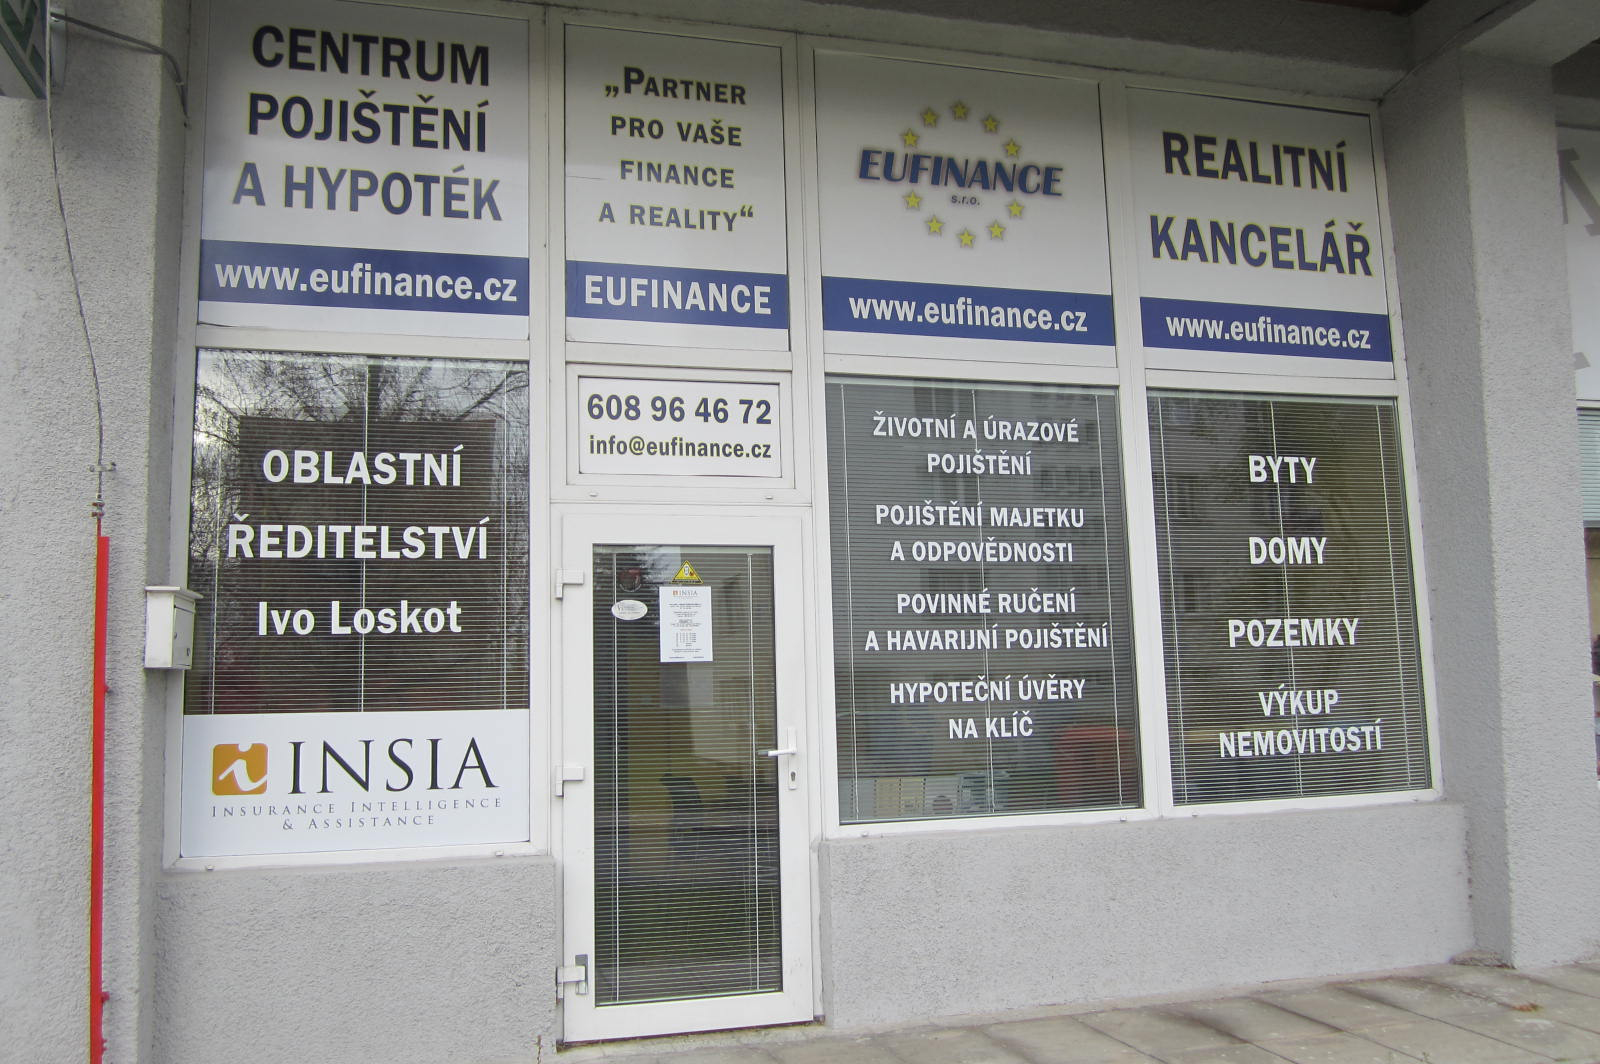 CENTRUM
POJIŠTĚNÍ
A HYPOTÉK
www.eufinance.cz
„PARTNER
PRO VAŠE
FINANCE
A REALITY“
EUFINANCE
EUFINANCE
s.r.o.
www.eufinance.cz
REALITNÍ
KANCELÁŘ
www.eufinance.cz
OBLASTNÍ
ŘEDITELSTVÍ
Ivo Loskot
INSIA
INSURANCE INTELLIGENCE
& ASSISTANCE
608 96 46 72
info@eufinance.cz
INSIA
ŽIVOTNÍ A ÚRAZOVÉ
POJIŠTĚNÍ
POJIŠTĚNÍ MAJETKU
A ODPOVĚDNOSTI
POVINNÉ RUČENÍ
A HAVARIJNÍ POJIŠTĚNÍ
HYPOTEČNÍ ÚVĚRY
NA KLÍČ
BYTY
DOMY
POZEMKY
VÝKUP
NEMOVITOSTÍ